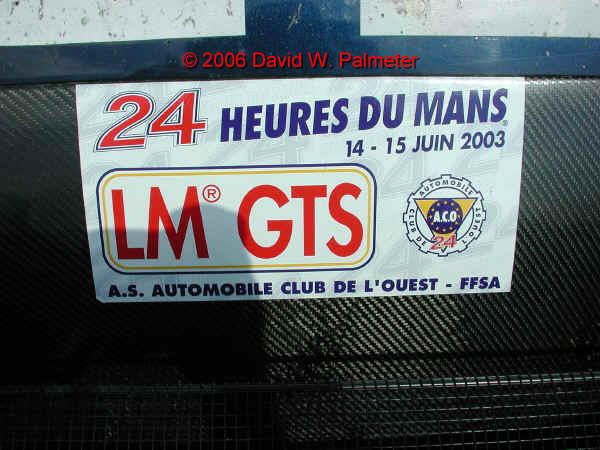 © 2006 David W. Palmeter
24 HEURES DU MANS
14 - 15 JUIN 2003
LM® GTS
AUTOMOBILE CLUB DE L'OUEST
A.C.O
24
A.S. AUTOMOBILE CLUB DE L'OUEST - FFSA